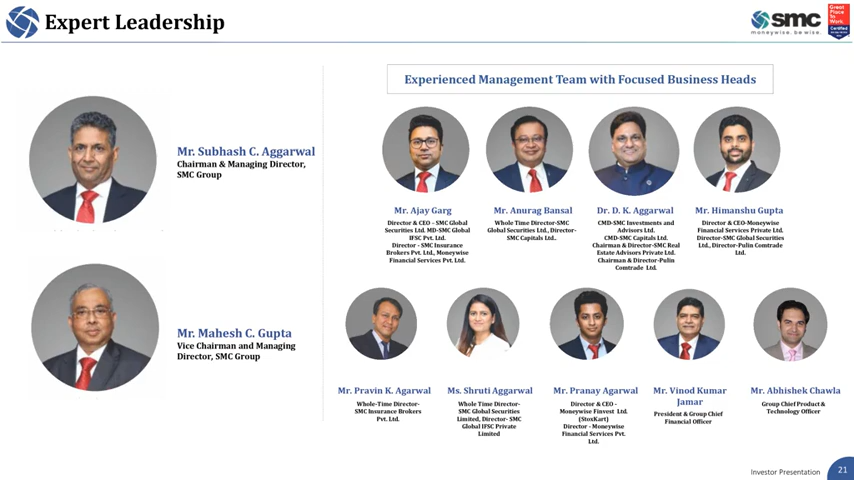 Expert Leadership
smc
moneywise. be wise.
Great
Place
To
Work.
Certified
Experienced Management Team with Focused Business Heads
Mr. Subhash C. Aggarwal
Chairman & Managing Director,
SMC Group
Mr. Mahesh C. Gupta
Vice Chairman and Managing
Director, SMC Group
Mr. Ajay Garg
Director & CEO – SMC Global
Securities Ltd. MD-SMC Global
IFSC Pvt. Ltd.
Director - SMC Insurance
Brokers Pvt. Ltd., Moneywise
Financial Services Pvt. Ltd.
Mr. Anurag Bansal
Whole Time Director-SMC
Global Securities Ltd., Director-
SMC Capitals Ltd..
Dr. D. K. Aggarwal
CMD-SMC Investments and
Advisors Ltd.
CMD-SMC Capitals Ltd.
Chairman & Director-SMC Real
Estate Advisors Private Ltd.
Chairman & Director-Pulin
Comtrade Ltd.
Mr. Himanshu Gupta
Director & CEO-Moneywise
Financial Services Private Ltd.
Director-SMC Global Securities
Ltd., Director-Pulin Comtrade
Ltd.
Mr. Pravin K. Agarwal
Whole-Time Director-
SMC Insurance Brokers
Pvt. Ltd.
Ms. Shruti Aggarwal
Whole Time Director-
SMC Global Securities
Limited, Director- SMC
Global IFSC Private
Limited
Mr. Pranay Agarwal
Director & CEO –
Moneywise Finvest Ltd.
(StoxKart)
Director - Moneywise
Financial Services Pvt.
Ltd.
Mr. Vinod Kumar
Jamar
President & Group Chief
Financial Officer
Mr. Abhishek Chawla
Group Chief Product &
Technology Officer
Investor Presentation
21